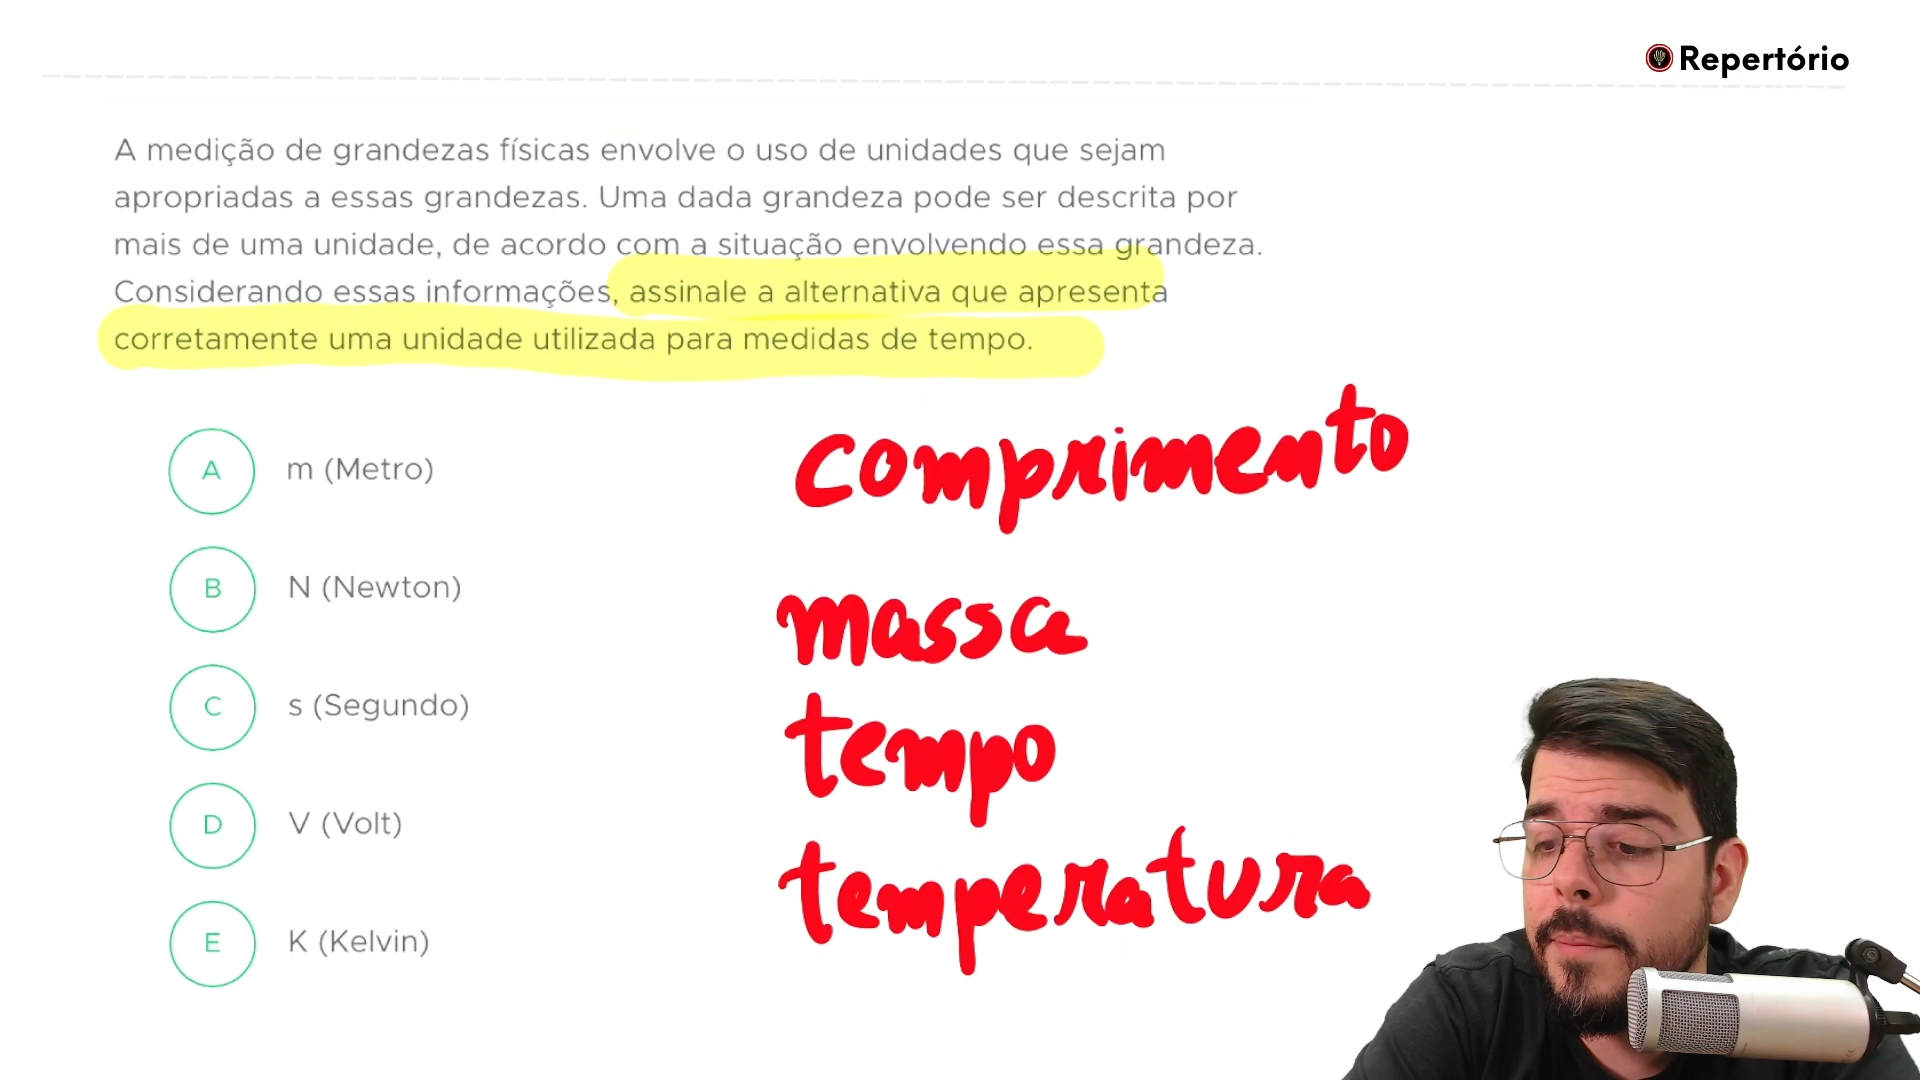 Repertório
A medição de grandezas físicas envolve o uso de unidades que sejam
apropriadas a essas grandezas. Uma dada grandeza pode ser descrita por
mais de uma unidade, de acordo com a situação envolvendo essa grandeza.
Considerando essas informações, assinale a alternativa que apresenta
corretamente uma unidade utilizada para medidas de tempo.
A m (Metro)
B N (Newton)
C s (Segundo)
D V (Volt)
E K (Kelvin)
comprimento
massa
tempo
temperatura